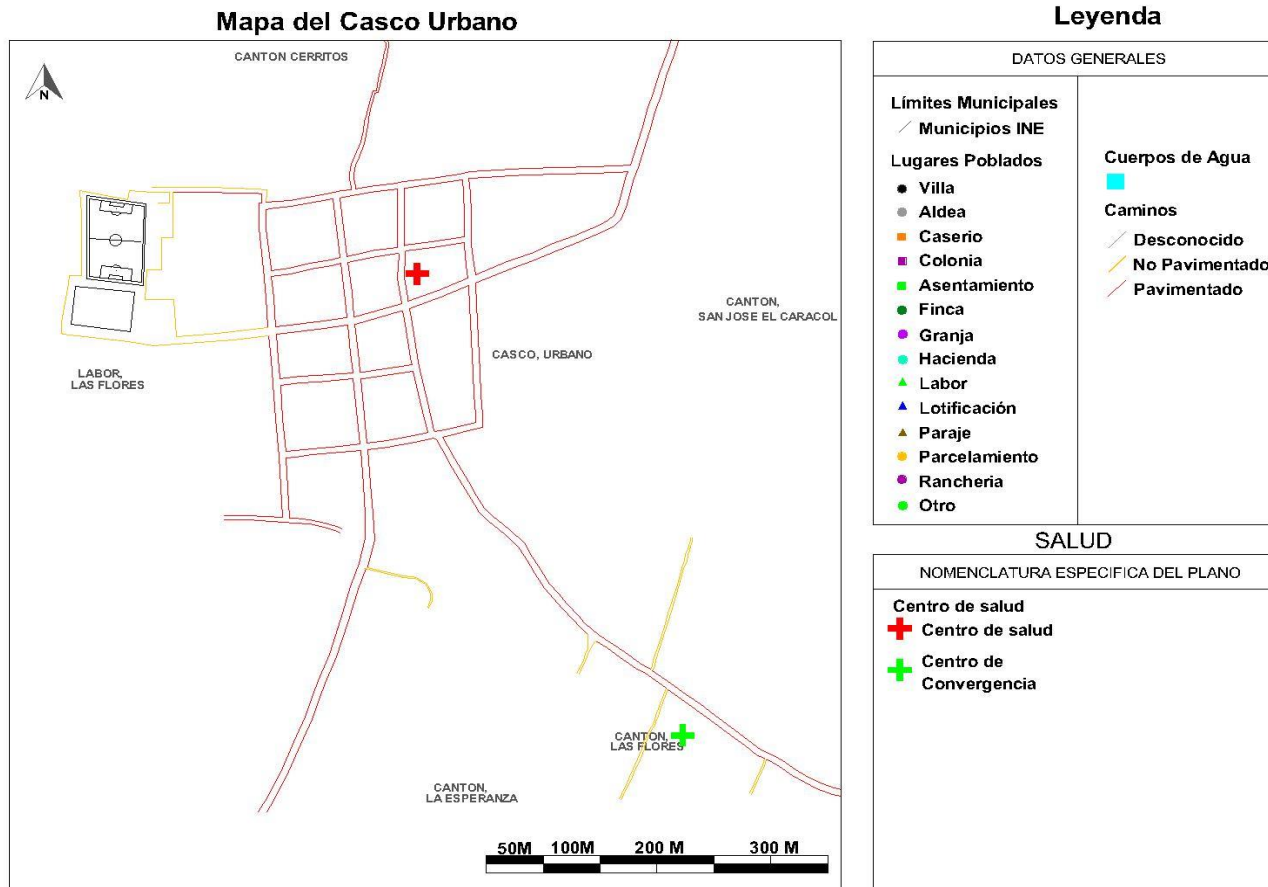 Mapa del Casco Urbano
CANTON CERRITOS
N
CANTON,
SAN JOSE EL CARACOL
CASCO, URBANO
LABOR,
LAS FLORES
CANTON,
LAS FLORES
CANTON,
LA ESPERANZA
50M 100M 200 M 300 M
Leyenda
DATOS GENERALES
Límites Municipales
Municipios INE
Lugares Poblados
Villa
Aldea
Caserio
Colonia
Asentamiento
Finca
Granja
Hacienda
Labor
Lotificación
Paraje
Parcelamiento
Rancheria
Otro
Cuerpos de Agua
Caminos
Desconocido
No Pavimentado
Pavimentado
SALUD
NOMENCLATURA ESPECIFICA DEL PLANO
Centro de salud
Centro de salud
Centro de
Convergencia